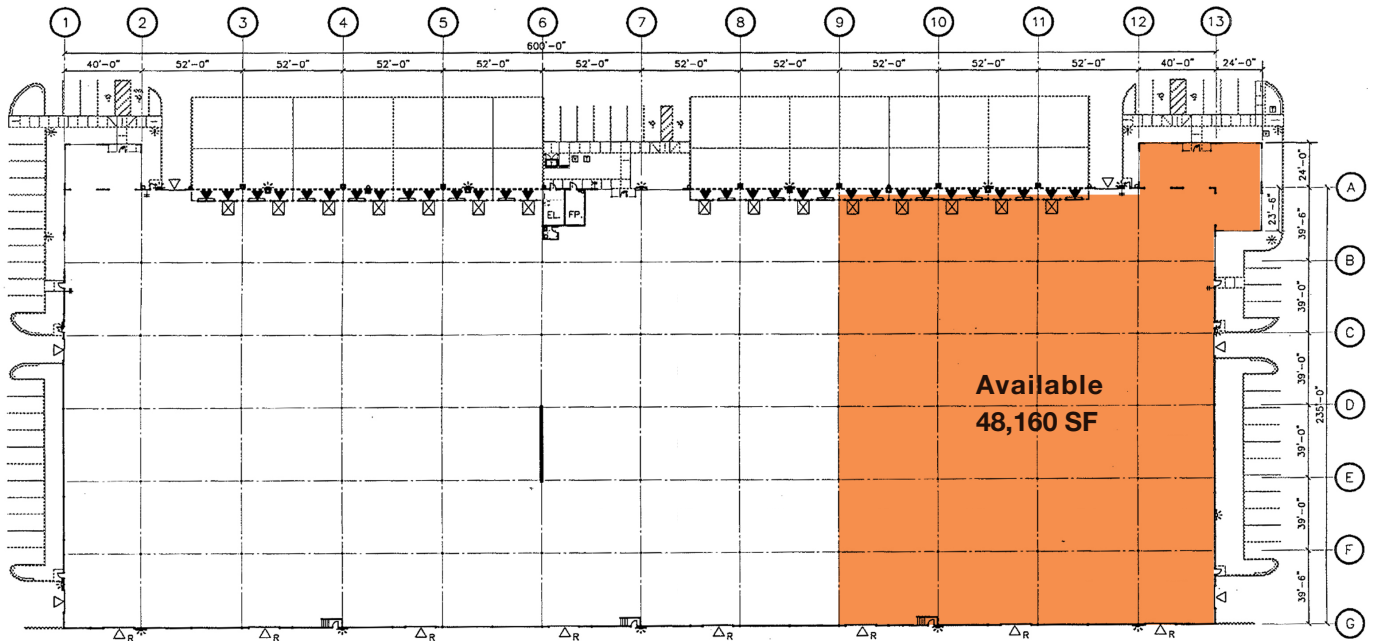 1 2 3 4 5 6 7 8 9 10 11 12 13
600'-0"
40'-0" 52'-0" 52'-0" 52'-0" 52'-0" 52'-0" 52'-0" 52'-0" 52'-0" 52'-0" 52'-0" 40'-0" 24'-0"
24'-0"
A
EL. FP.
23'-6"
39'-6"
B
39'-0"
C
39'-0"
Available
48,160 SF
D
235'-0"
39'-0"
E
39'-0"
F
39'-6"
G
R R R R R R R R